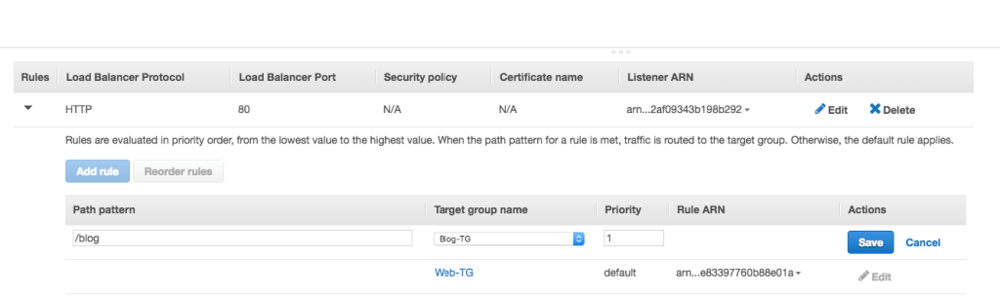 Rules Load Balancer Protocol Load Balancer Port Security policy Certificate name Listener ARN Actions
HTTP 80 N/A N/A arn...2af09343b198b292 Edit Delete
Rules are evaluated in priority order, from the lowest value to the highest value. When the path pattern for a rule is met, traffic is routed to the target group. Otherwise, the default rule applies.
Add rule Reorder rules
Path pattern Target group name Priority Rule ARN Actions
/blog Blog-TG 1 Save Cancel
Web-TG default arn...e83397760b88e01a Edit